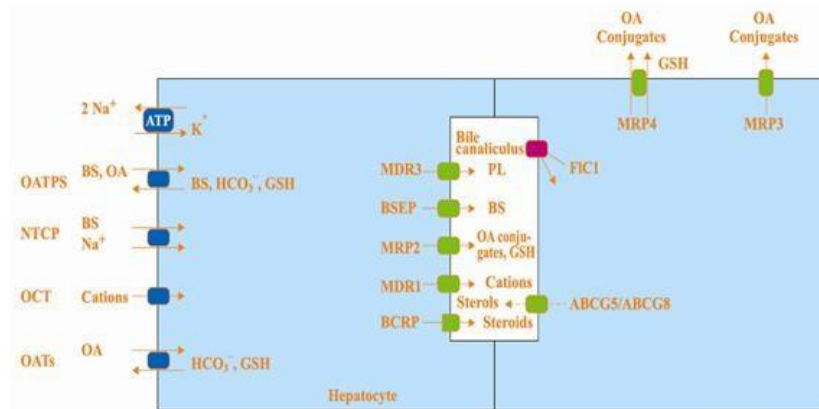 OA
Conjugates
GSH
OA
Conjugates
MRP4
MRP3
2 Na⁺
ATP
K⁺
OATPS
BS, OA
BS, HCO₃⁻, GSH
NTCP
BS
Na⁺
OCT
Cations
OATs
OA
HCO₃⁻, GSH
Bile
canaliculus
FIC1
MDR3
PL
BSEP
BS
MRP2
OA conju-
gates, GSH
MDR1
Cations
Sterols
ABCG5/ABCG8
BCRP
Steroids
Hepatocyte